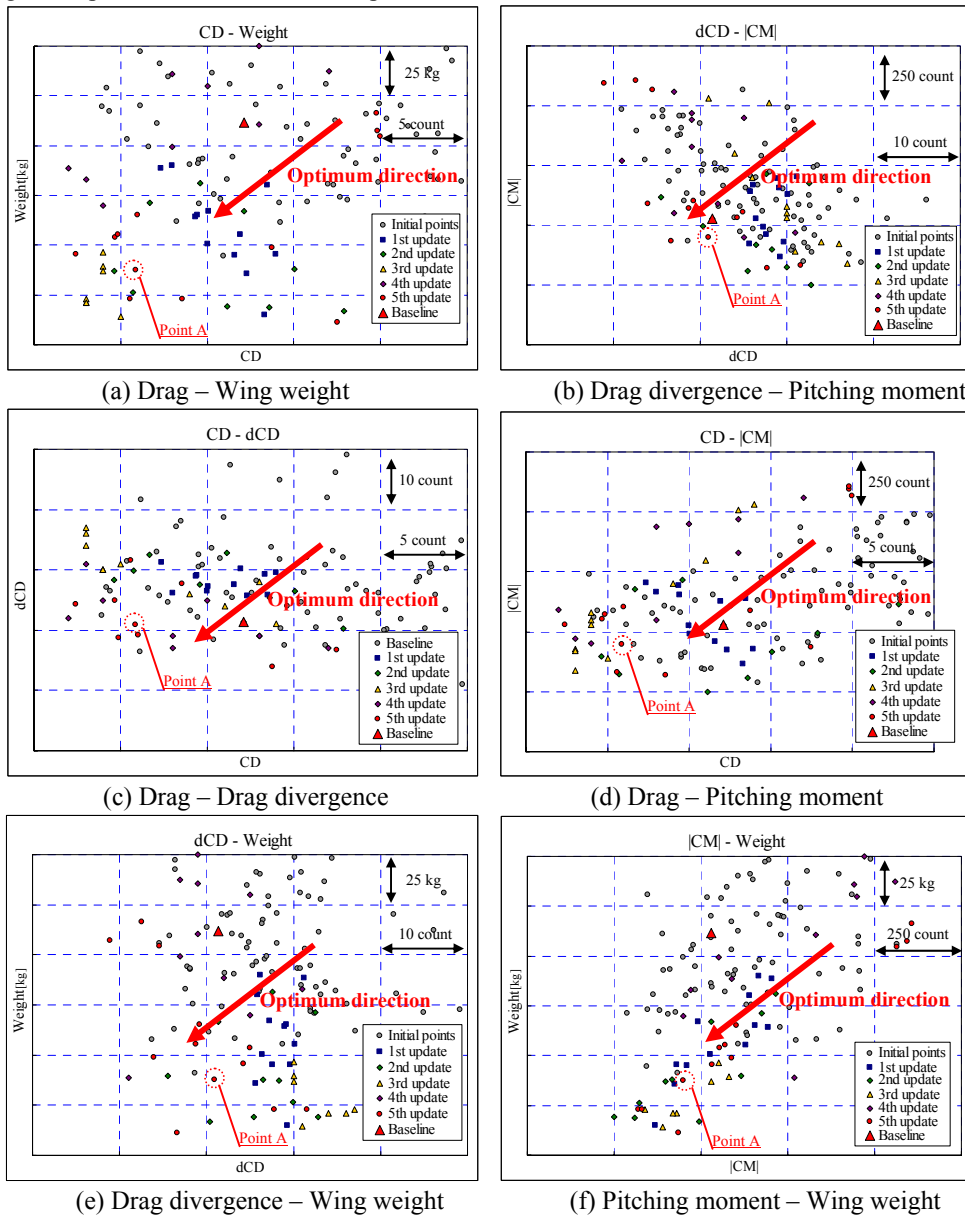 CD - Weight
25 kg
5 count
Optimum direction
Weight[kg]
Initial points
1st update
2nd update
3rd update
4th update
5th update
Baseline
Point A
CD
(a) Drag – Wing weight
dCD - |CM|
250 count
10 count
Optimum direction
|CM|
Initial points
1st update
2nd update
3rd update
4th update
5th update
Baseline
Point A
dCD
(b) Drag divergence – Pitching moment
CD - dCD
10 count
5 count
dCD
Optimum direction
Baseline
1st update
2nd update
3rd update
4th update
5th update
Baseline
Point A
CD
(c) Drag – Drag divergence
CD - |CM|
250 count
5 count
|CM|
Optimum direction
Initial points
1st update
2nd update
3rd update
4th update
5th update
Baseline
Point A
CD
(d) Drag – Pitching moment
dCD - Weight
25 kg
10 count
Weight[kg]
Optimum direction
Initial points
1st update
2nd update
3rd update
4th update
5th update
Baseline
Point A
dCD
(e) Drag divergence – Wing weight
|CM| - Weight
25 kg
250 count
Weight[kg]
Optimum direction
Initial points
1st update
2nd update
3rd update
4th update
5th update
Baseline
Point A
|CM|
(f) Pitching moment – Wing weight